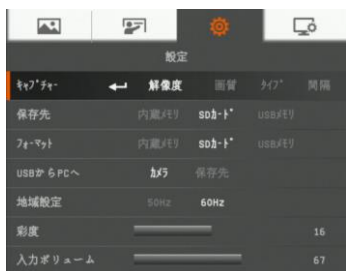 設定
ｷｬﾌﾟﾁｬｰ 解像度 画質 ﾀｲﾌﾟ 間隔
保存先 内蔵ﾒﾓﾘ SDｶｰﾄﾞ USBﾒﾓﾘ
ﾌｫｰﾏｯﾄ 内蔵ﾒﾓﾘ SDｶｰﾄﾞ USBﾒﾓﾘ
USBからPCへ ｶﾒﾗ 保存先
地域設定 50Hz 60Hz
彩度 16
入力ボリューム 67